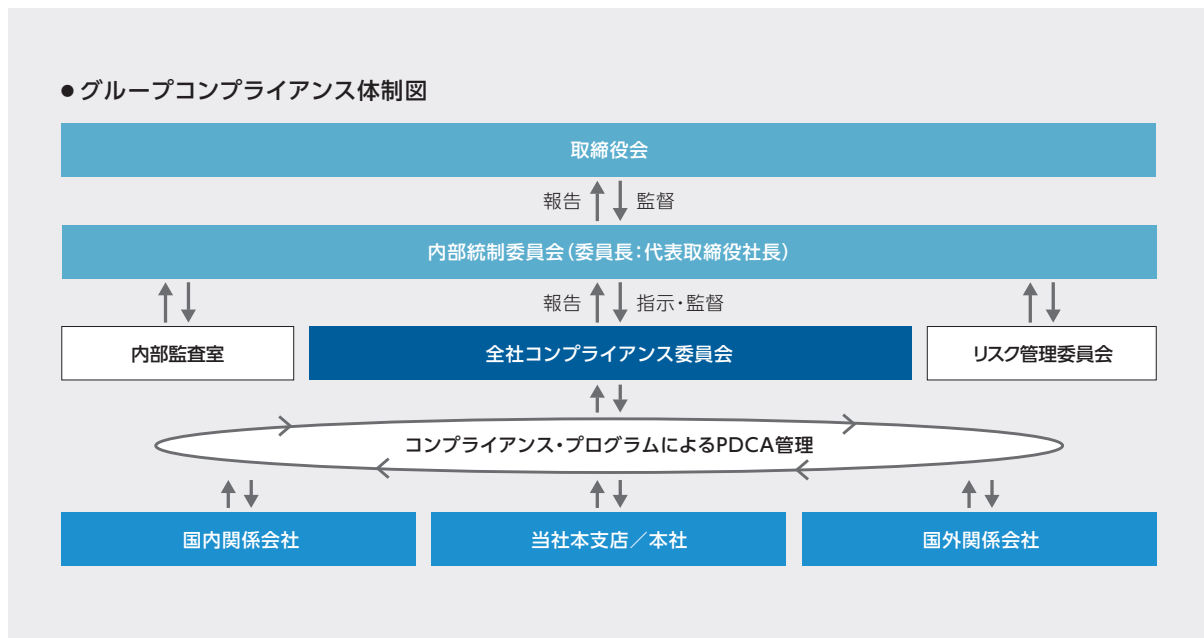 ●グループコンプライアンス体制図
取締役会
報告 監督
内部統制委員会(委員長:代表取締役社長)
報告 指示・監督
内部監査室
全社コンプライアンス委員会
リスク管理委員会
コンプライアンス・プログラムによるPDCA管理
国内関係会社
当社本支店/本社
国外関係会社